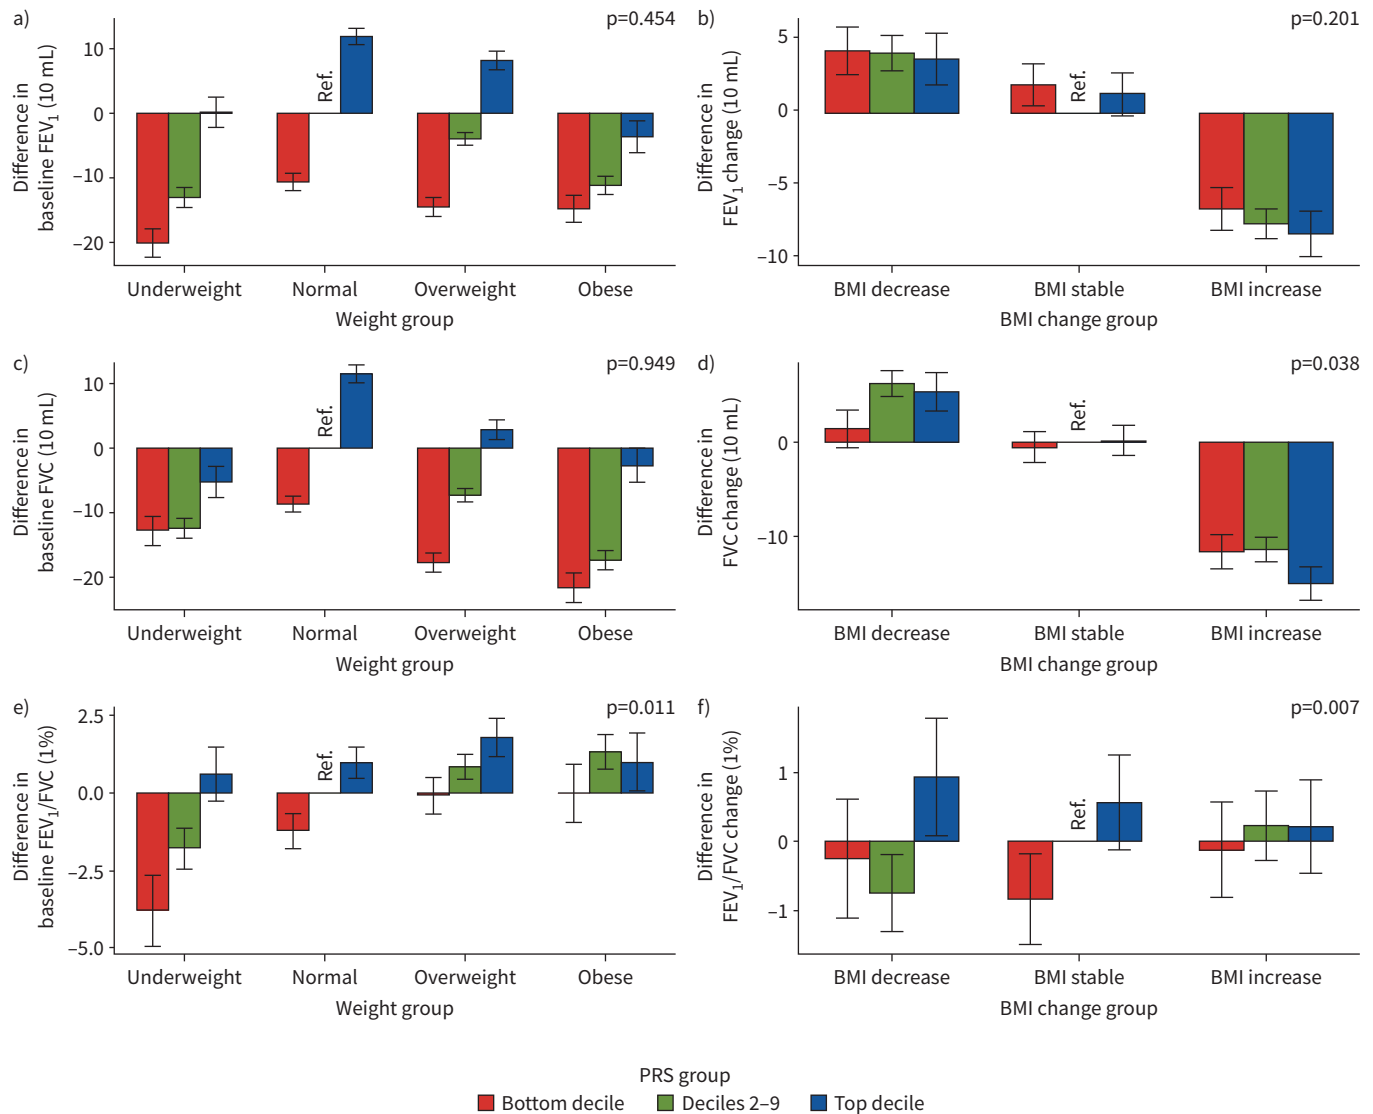 a)
p=0.454
Difference in
baseline FEV1 (10 mL)
10
0
−10
−20
Ref.
Underweight Normal Overweight Obese
Weight group
b)
p=0.201
Difference in
FEV1 change (10 mL)
5
0
−5
−10
Ref.
BMI decrease BMI stable BMI increase
BMI change group
c)
p=0.949
Difference in
baseline FVC (10 mL)
10
0
−10
−20
Ref.
Underweight Normal Overweight Obese
Weight group
d)
p=0.038
Difference in
FVC change (10 mL)
0
−10
Ref.
BMI decrease BMI stable BMI increase
BMI change group
e)
p=0.011
Difference in
baseline FEV1/FVC (1%)
2.5
0.0
−2.5
−5.0
Ref.
Underweight Normal Overweight Obese
Weight group
f)
p=0.007
Difference in
FEV1/FVC change (1%)
1
0
−1
Ref.
BMI decrease BMI stable BMI increase
BMI change group
PRS group
Bottom decile Deciles 2–9 Top decile